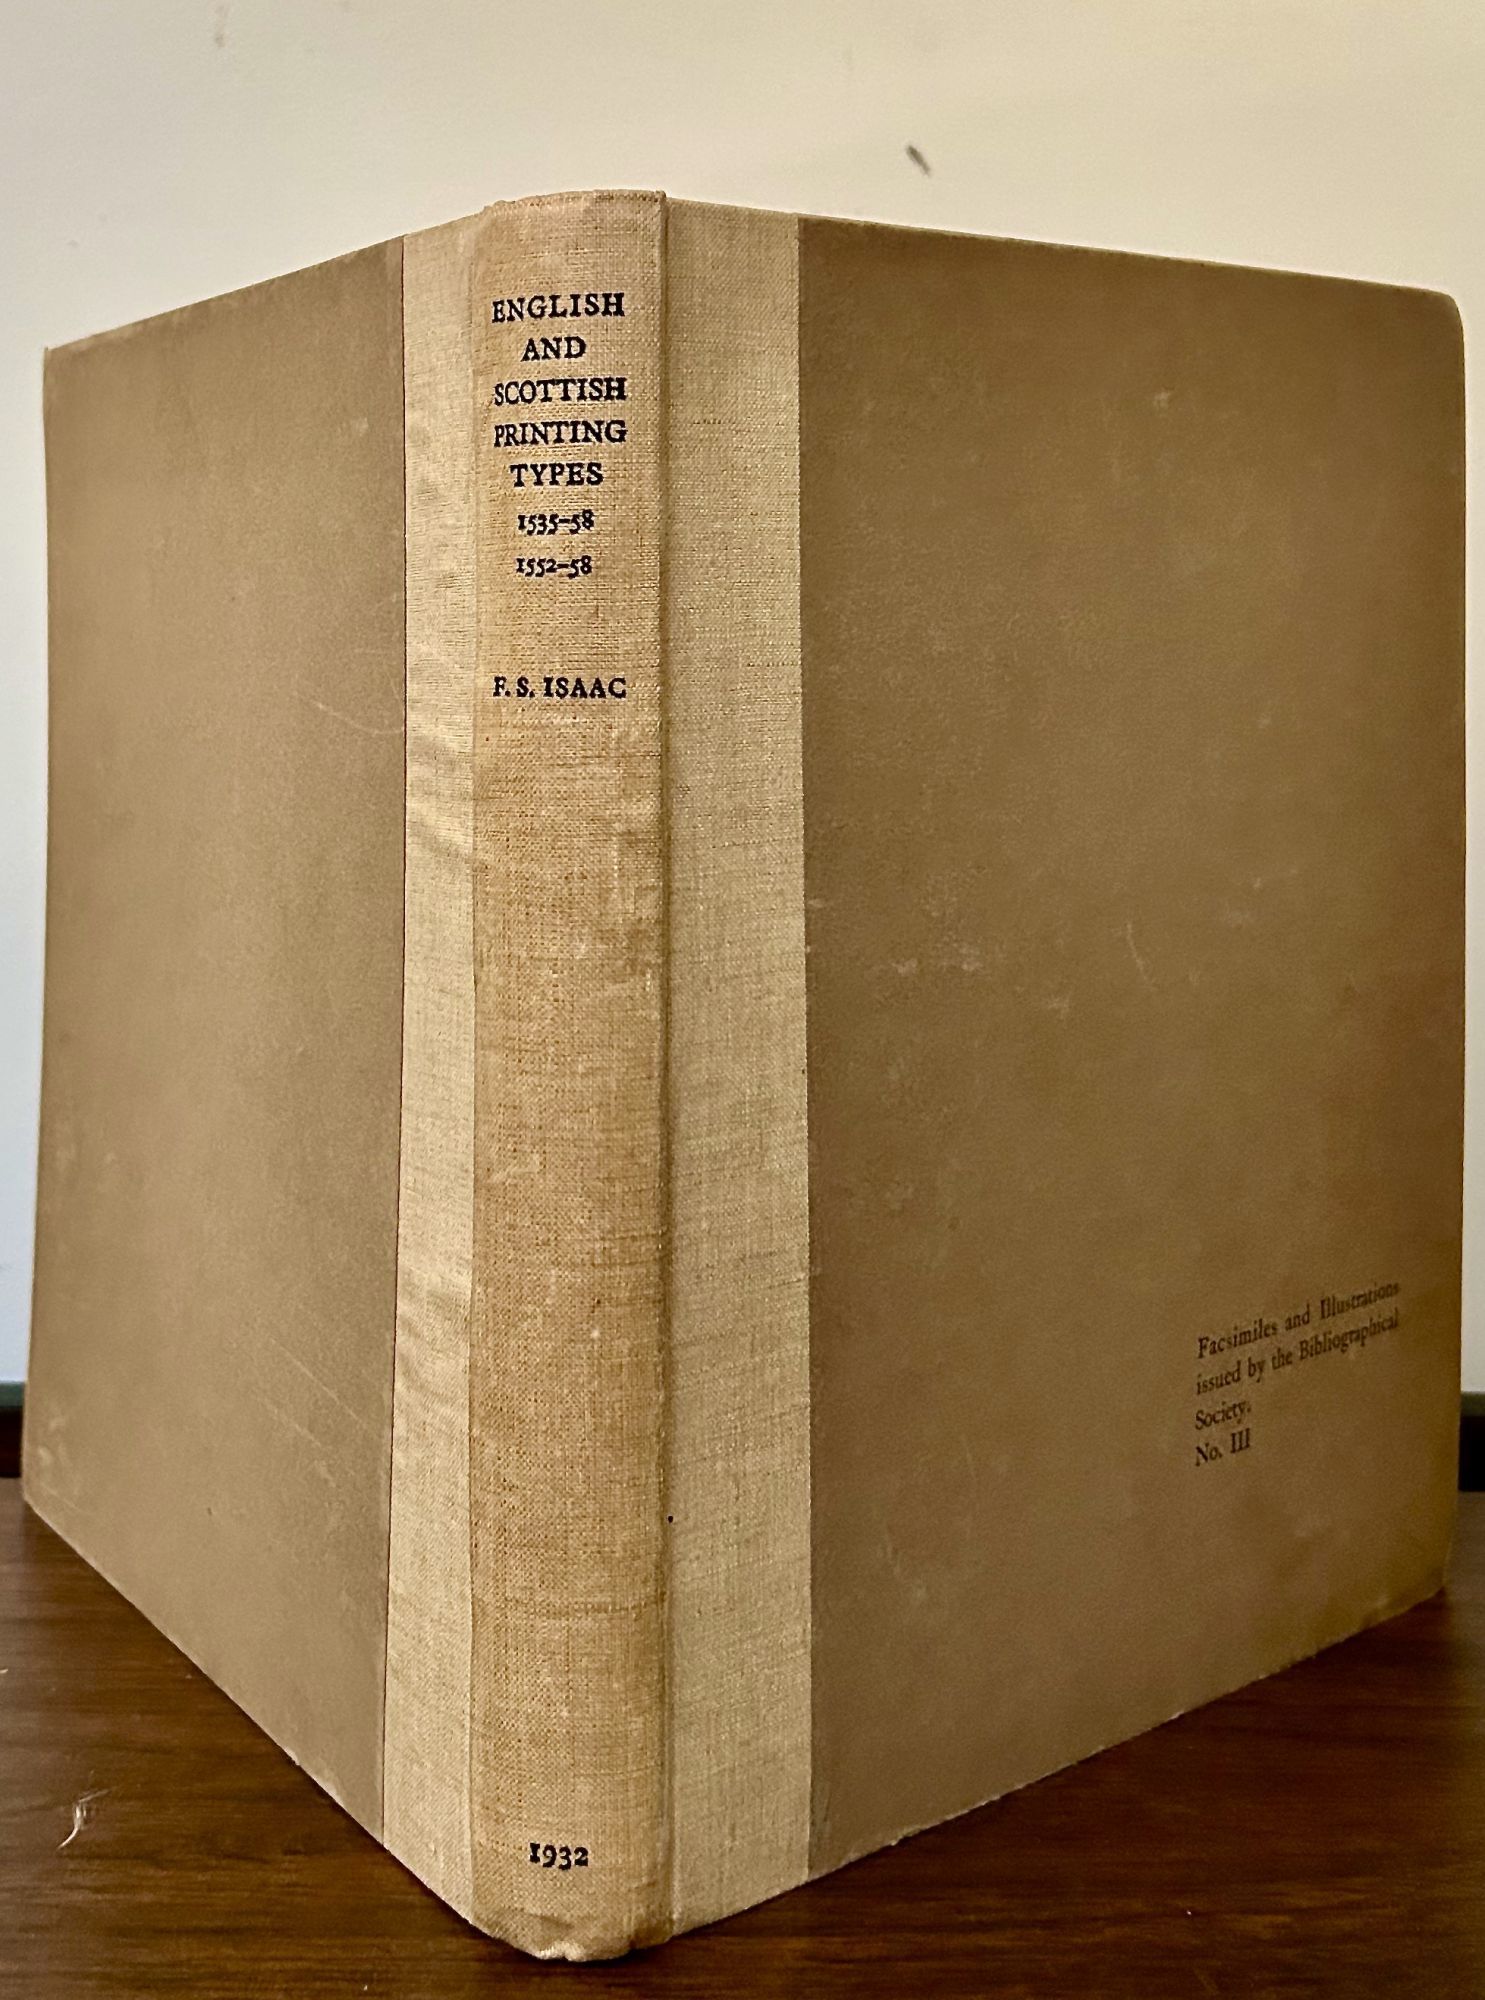 ENGLISH
AND
SCOTTISH
PRINTING
TYPES
1535–58
1552–58
F. S. ISAAC
1932
Facsimiles and Illustrations
issued by the Bibliographical
Society.
No. III